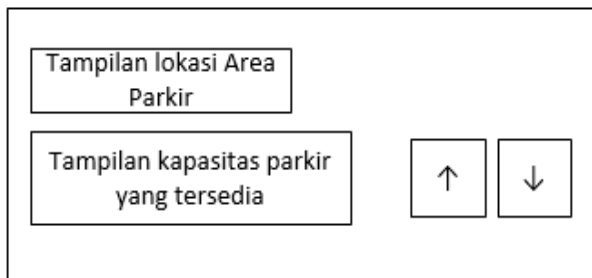 Tampilan lokasi Area
Parkir
Tampilan kapasitas parkir
yang tersedia
↑ ↓